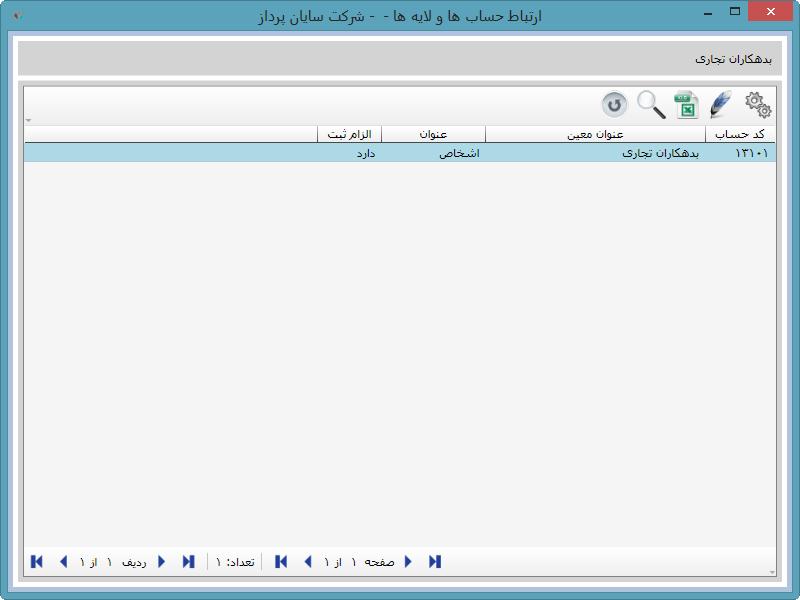 ارتباط حساب ها و لایه ها - - شرکت سایان پرداز
بدهکاران تجاری
کد حساب عنوان معین عنوان الزام ثبت
۱۳۱۰۱ بدهکاران تجاری اشخاص دارد
صفحه ۱ از ۱ تعداد: ۱ ردیف ۱ از ۱